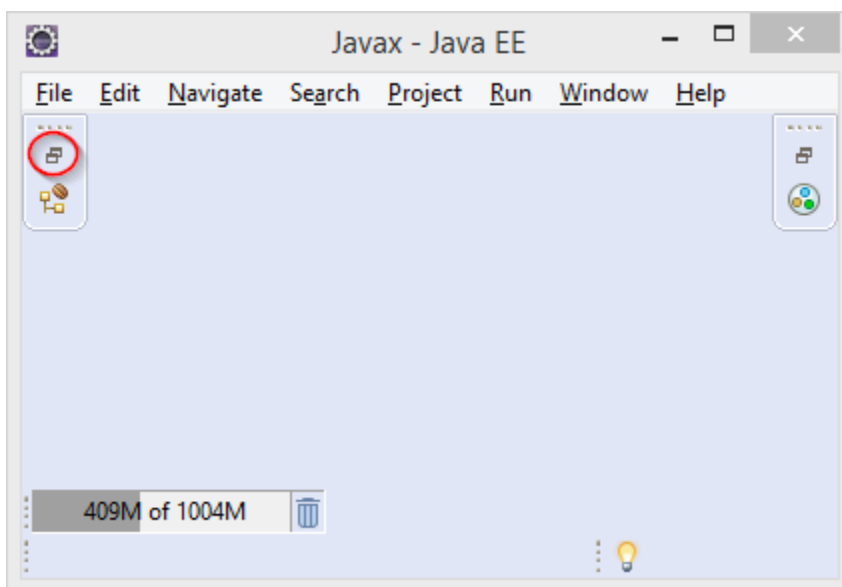 Javax - Java EE
File Edit Navigate Search Project Run Window Help
409M of 1004M